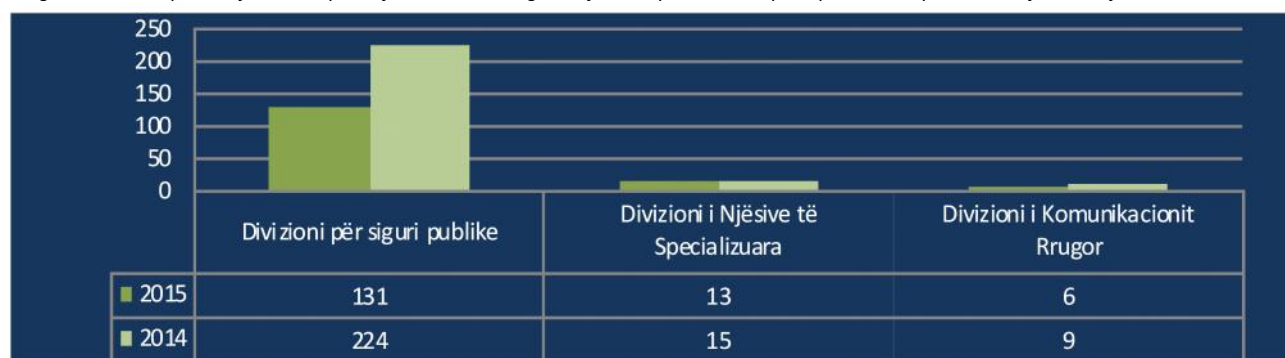 250
200
150
100
50
0
Divizioni për siguri publike
Divizioni i Njësive të
Specializuara
Divizioni i Komunikacionit
Rrugor
2015 131 13 6
2014 224 15 9